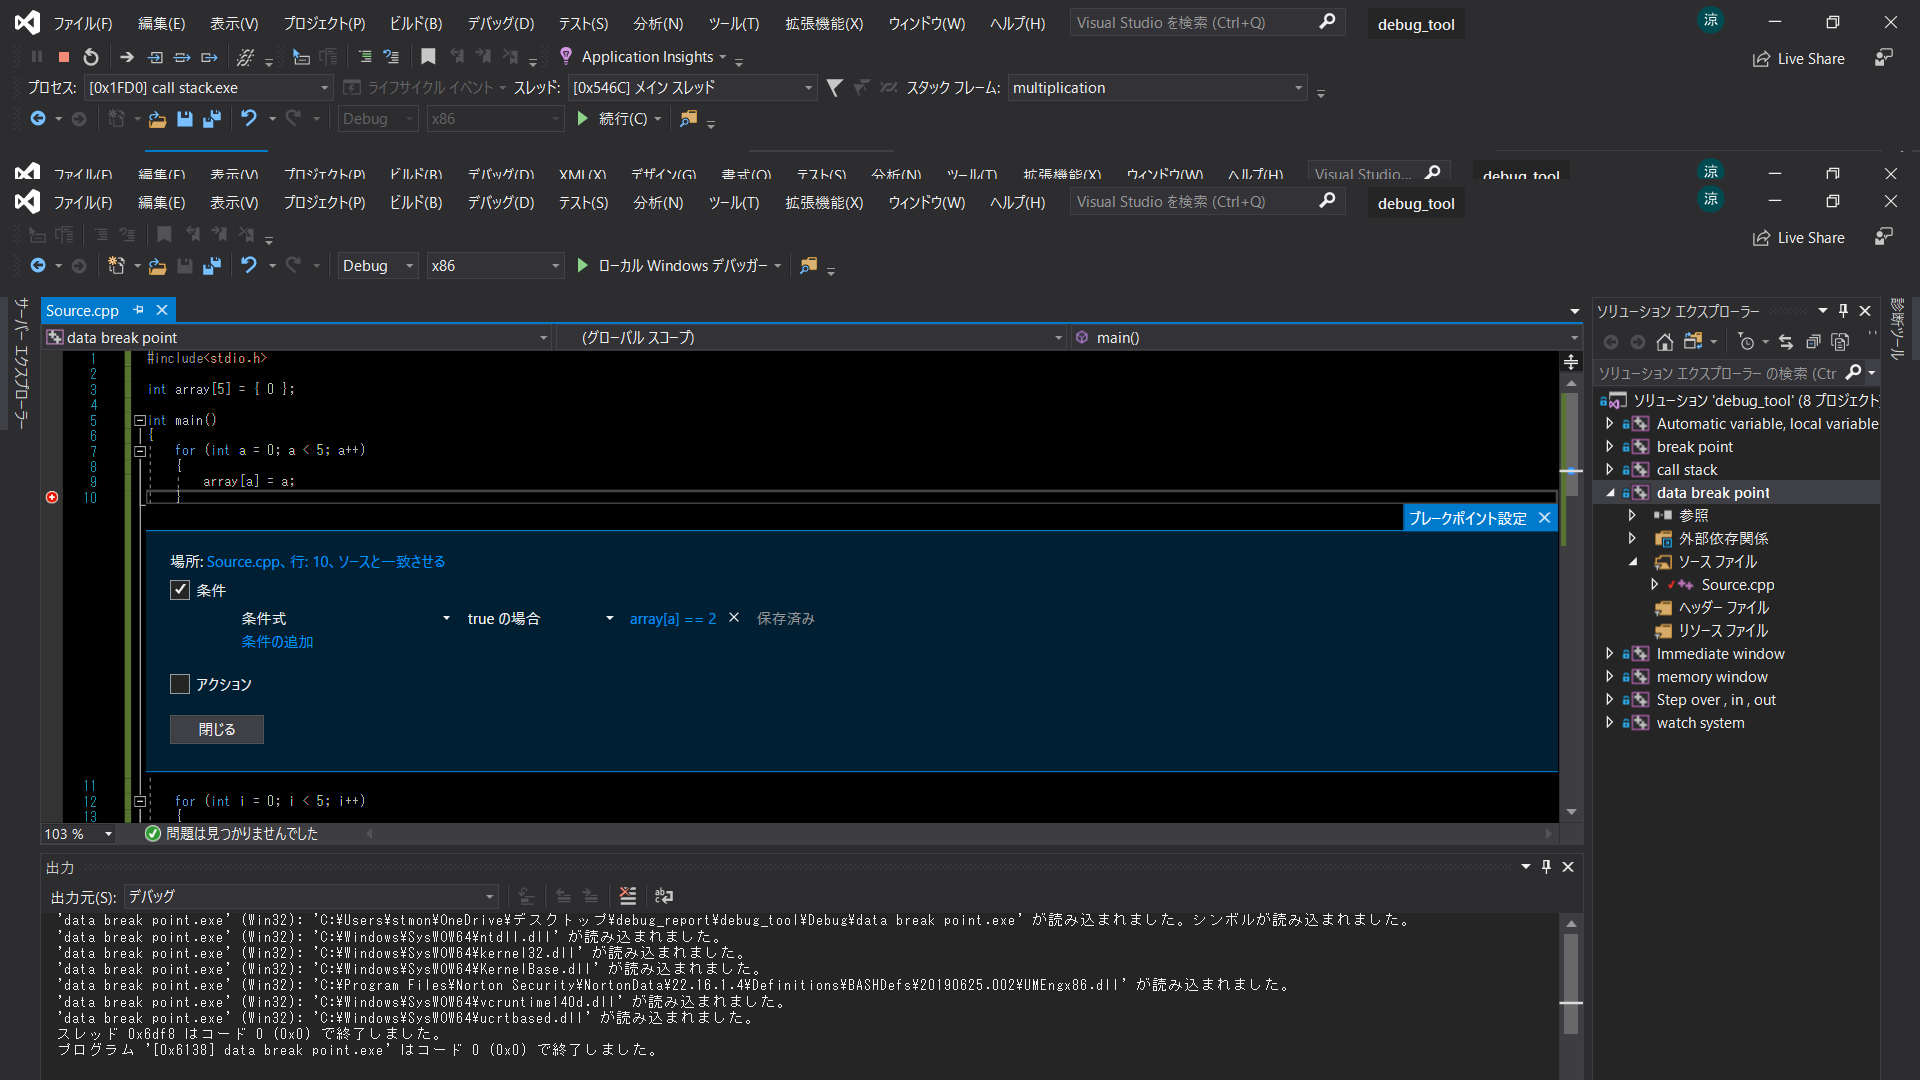 ファイル(F) 編集(E) 表示(V) プロジェクト(P) ビルド(B) デバッグ(D) テスト(S) 分析(N) ツール(T) 拡張機能(X) ウィンドウ(W) ヘルプ(H) Visual Studio を検索 (Ctrl+Q) debug_tool 涼
Application Insights Live Share
プロセス: [0x1FD0] call stack.exe ライフサイクル イベント スレッド: [0x546C] メイン スレッド スタック フレーム: multiplication
Debug x86 続行(C)
ファイル(F) 編集(E) 表示(V) プロジェクト(P) ビルド(B) デバッグ(D) XML(X) デザイン(G) 書式(O) テスト(S) 分析(N) ツール(T) 拡張機能(X) ウィンドウ(W) ヘルプ(H) Visual Studio... debug_tool 涼
ファイル(F) 編集(E) 表示(V) プロジェクト(P) ビルド(B) デバッグ(D) テスト(S) 分析(N) ツール(T) 拡張機能(X) ウィンドウ(W) ヘルプ(H) Visual Studio を検索 (Ctrl+Q) debug_tool 涼
Live Share
Debug x86 ローカル Windows デバッガー
サーバー エクスプローラー
Source.cpp
data break point (グローバル スコープ) main()
1 #include<stdio.h>
2
3 int array[5] = { 0 };
4
5 int main()
6 {
7 for (int a = 0; a < 5; a++)
8 {
9 array[a] = a;
10 }
ブレークポイント設定
場所: Source.cpp、行: 10、ソースと一致させる
条件
条件式 true の場合 array[a] == 2 保存済み
条件の追加
アクション
閉じる
11
12 for (int i = 0; i < 5; i++)
13 {
103 % 問題は見つかりませんでした
出力
出力元(S): デバッグ
'data break point.exe' (Win32): 'C:¥Users¥stmon¥OneDrive¥デスクトップ¥debug_report¥debug_tool¥Debug¥data break point.exe' が読み込まれました。シンボルが読み込まれました。
'data break point.exe' (Win32): 'C:¥Windows¥SysWOW64¥ntdll.dll' が読み込まれました。
'data break point.exe' (Win32): 'C:¥Windows¥SysWOW64¥kernel32.dll' が読み込まれました。
'data break point.exe' (Win32): 'C:¥Windows¥SysWOW64¥KernelBase.dll' が読み込まれました。
'data break point.exe' (Win32): 'C:¥Program Files¥Norton Security¥NortonData¥22.16.1.4¥Definitions¥BASHDefs¥20190625.002¥UMEngx86.dll' が読み込まれました。
'data break point.exe' (Win32): 'C:¥Windows¥SysWOW64¥vcruntime140d.dll' が読み込まれました。
'data break point.exe' (Win32): 'C:¥Windows¥SysWOW64¥ucrtbased.dll' が読み込まれました。
スレッド 0x6df8 はコード 0 (0x0) で終了しました。
プログラム '[0x6138] data break point.exe' はコード 0 (0x0) で終了しました。
ソリューション エクスプローラー
ソリューション エクスプローラー の検索 (Ctr
ソリューション 'debug_tool' (8 プロジェクト
Automatic variable, local variable
break point
call stack
data break point
参照
外部依存関係
ソース ファイル
Source.cpp
ヘッダー ファイル
リソース ファイル
Immediate window
memory window
Step over , in , out
watch system
診断ツール